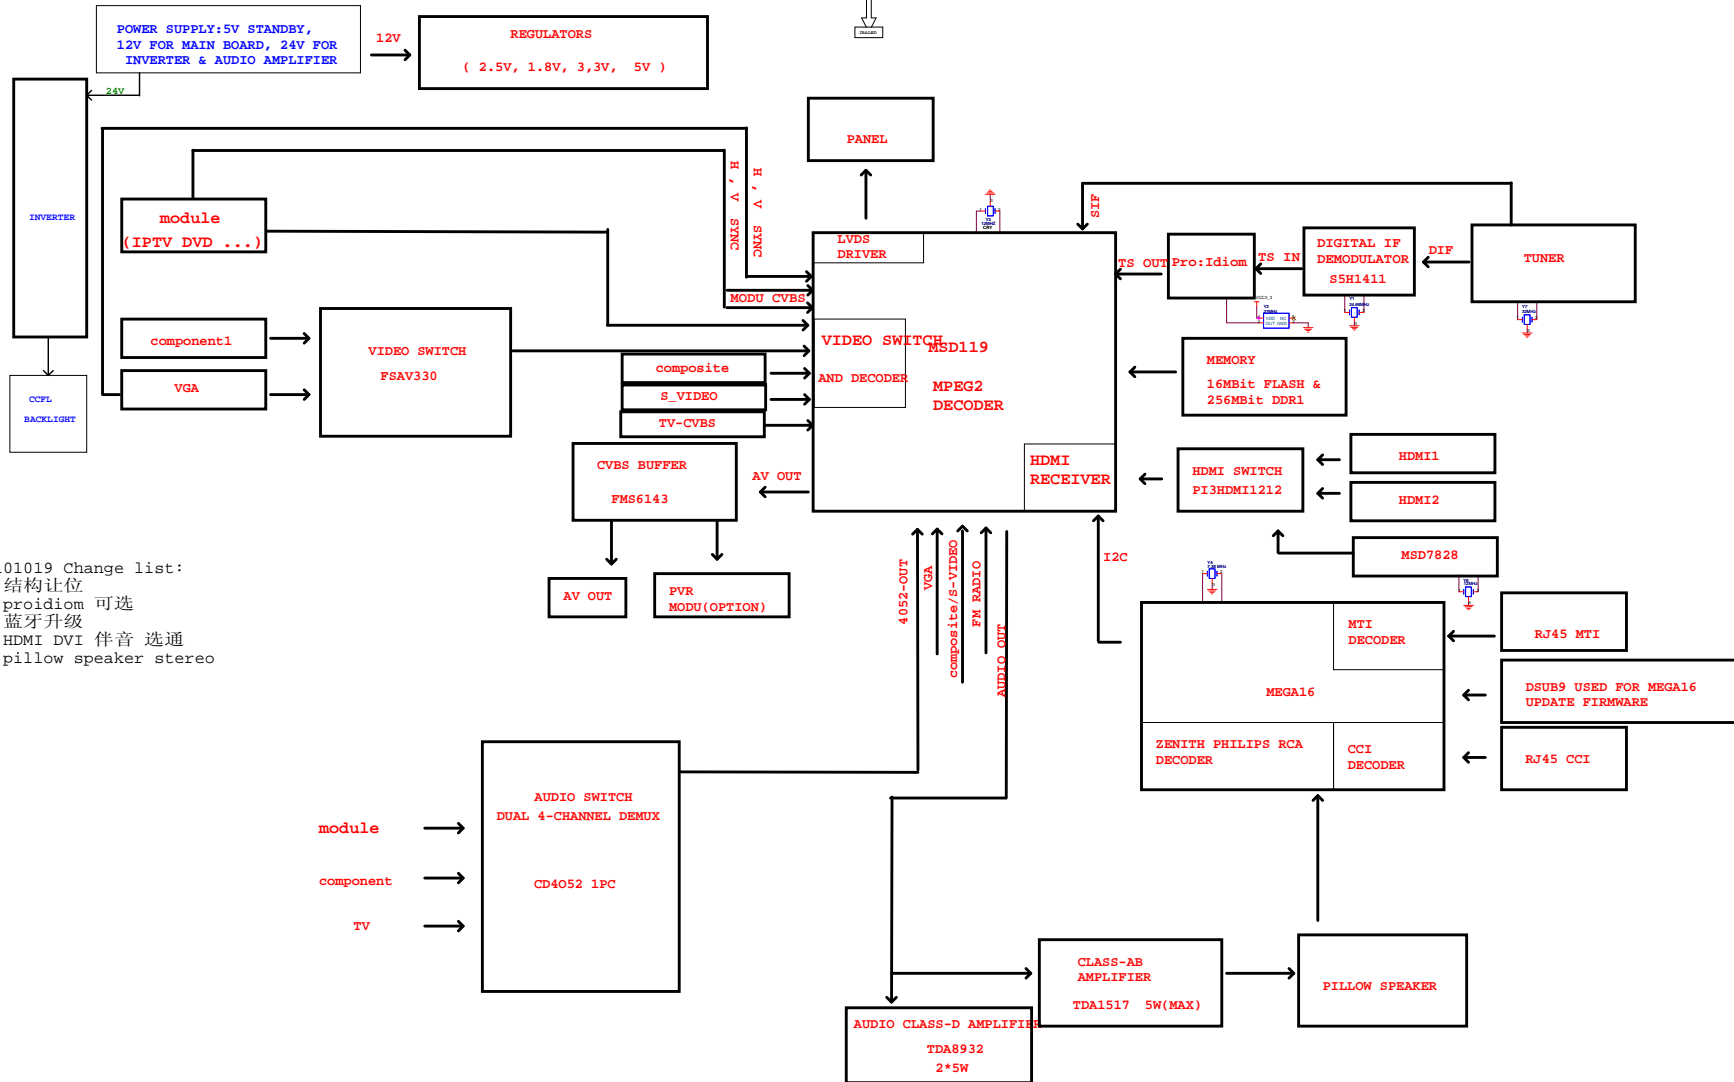 POWER SUPPLY:5V STANDBY,
12V FOR MAIN BOARD, 24V FOR
INVERTER & AUDIO AMPLIFIER
12V
REGULATORS
( 2.5V, 1.8V, 3,3V, 5V )
24V
INVERTER
CCFL
BACKLIGHT
PANEL
module
(IPTV DVD ...)
H , V SYNC
H , V SYNC
MODU CVBS
component1
VGA
VIDEO SWITCH
FSAV330
composite
S_VIDEO
TV-CVBS
LVDS
DRIVER
VIDEO SWITCH
AND DECODER
MSD119
MPEG2
DECODER
HDMI
RECEIVER
SIF
TS OUT
Pro:Idiom
TS IN
DIGITAL IF
DEMODULATOR
S5H1411
DIF
TUNER
VDD NC
OUT GND
MEMORY
16MBit FLASH &
256MBit DDR1
HDMI SWITCH
PI3HDMI1212
HDMI1
HDMI2
MSD7828
CVBS BUFFER
FMS6143
AV OUT
AV OUT
PVR
MODU(OPTION)
101019 Change list:
结构让位
proidiom 可选
蓝牙升级
HDMI DVI 伴音 选通
pillow speaker stereo
4052-OUT
VGA
composite/S-VIDEO
FM RADIO
AUDIO OUT
I2C
MTI
DECODER
MEGA16
ZENITH PHILIPS RCA
DECODER
CCI
DECODER
RJ45 MTI
DSUB9 USED FOR MEGA16
UPDATE FIRMWARE
RJ45 CCI
AUDIO SWITCH
DUAL 4-CHANNEL DEMUX
CD4052 1PC
module
component
TV
CLASS-AB
AMPLIFIER
TDA1517 5W(MAX)
PILLOW SPEAKER
AUDIO CLASS-D AMPLIFIER
TDA8932
2*5W